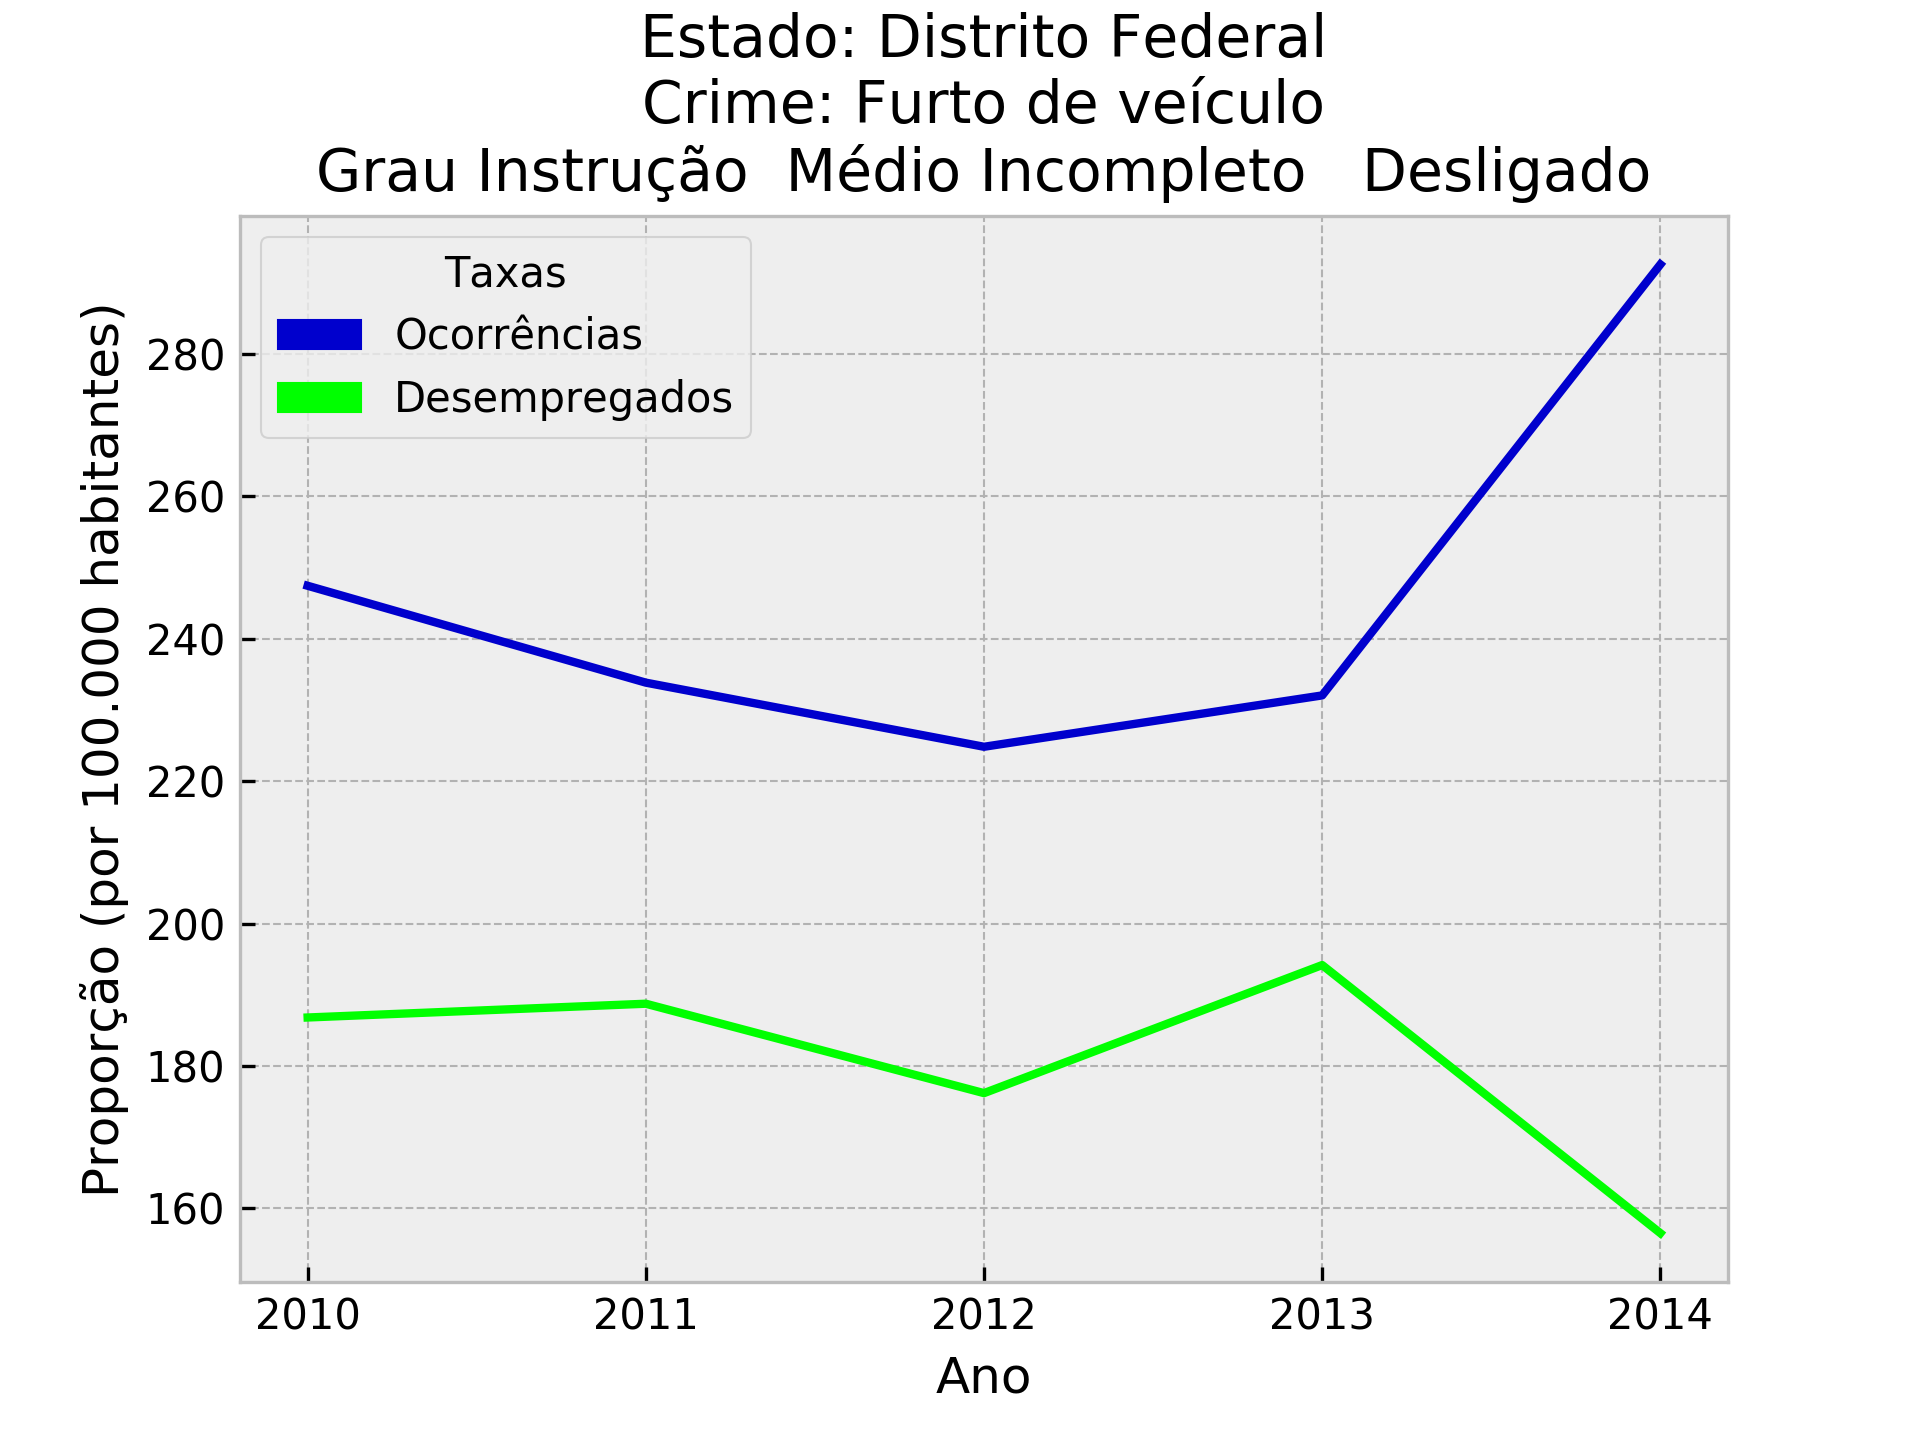 Estado: Distrito Federal
Crime: Furto de veículo
Grau Instrução  Médio Incompleto   Desligado
Taxas
Ocorrências
Desempregados
Proporção (por 100.000 habitantes)
280
260
240
220
200
180
160
2010 2011 2012 2013 2014
Ano